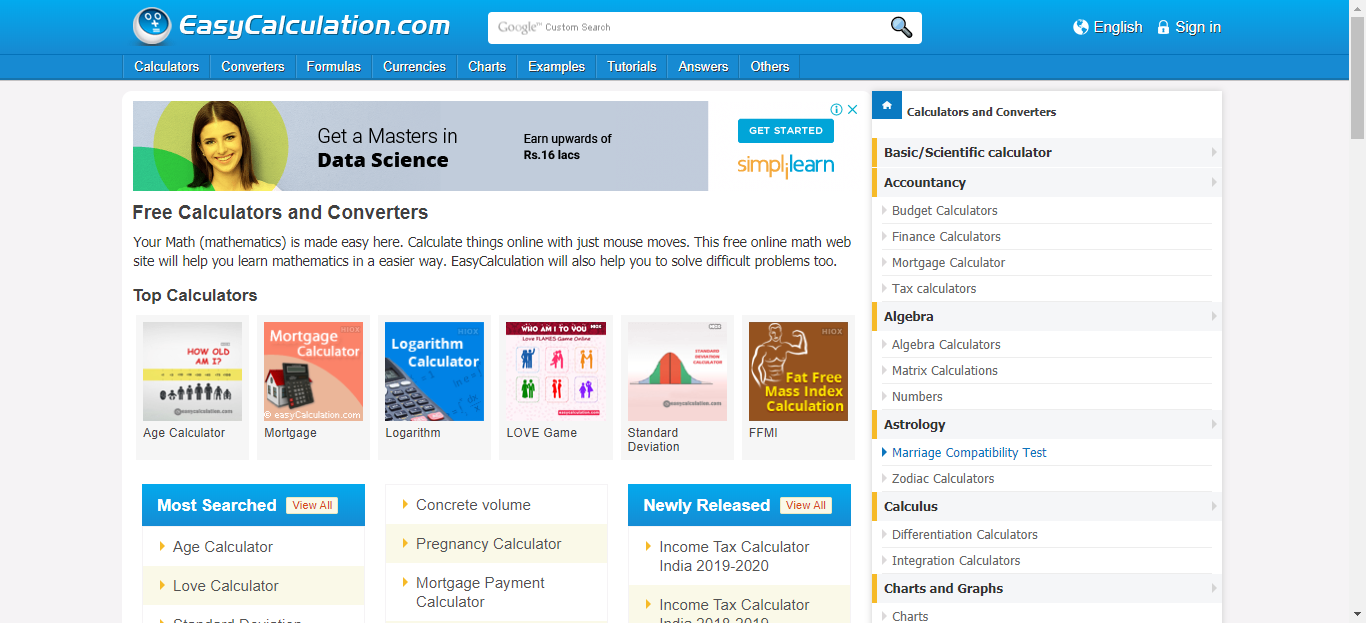 EasyCalculation.com
Google™ Custom Search
English
Sign in
Calculators
Converters
Formulas
Currencies
Charts
Examples
Tutorials
Answers
Others
Get a Masters in
Data Science
Earn upwards of
Rs.16 lacs
GET STARTED
simplilearn
Free Calculators and Converters
Your Math (mathematics) is made easy here. Calculate things online with just mouse moves. This free online math web
site will help you learn mathematics in a easier way. EasyCalculation will also help you to solve difficult problems too.
Top Calculators
HOW OLD
AM I?
©easycalculation.com
Age Calculator
HIOX
Mortgage
Calculator
© easyCalculation.com
Mortgage
HIOX
Logarithm
Calculator
Logarithm
WHO AM I TO YOU HIOX
Love FLAMES Game Online
easycalculation.com
LOVE Game
STANDARD
DEVIATION
CALCULATOR
©easycalculation.com
Standard
Deviation
HIOX
Fat Free
Mass Index
Calculation
FFMI
Most Searched
View All
Age Calculator
Love Calculator
Standard Deviation
Concrete volume
Pregnancy Calculator
Mortgage Payment
Calculator
Newly Released
View All
Income Tax Calculator
India 2019-2020
Income Tax Calculator
India 2018-2019
Calculators and Converters
Basic/Scientific calculator
Accountancy
Budget Calculators
Finance Calculators
Mortgage Calculator
Tax calculators
Algebra
Algebra Calculators
Matrix Calculations
Numbers
Astrology
Marriage Compatibility Test
Zodiac Calculators
Calculus
Differentiation Calculators
Integration Calculators
Charts and Graphs
Charts